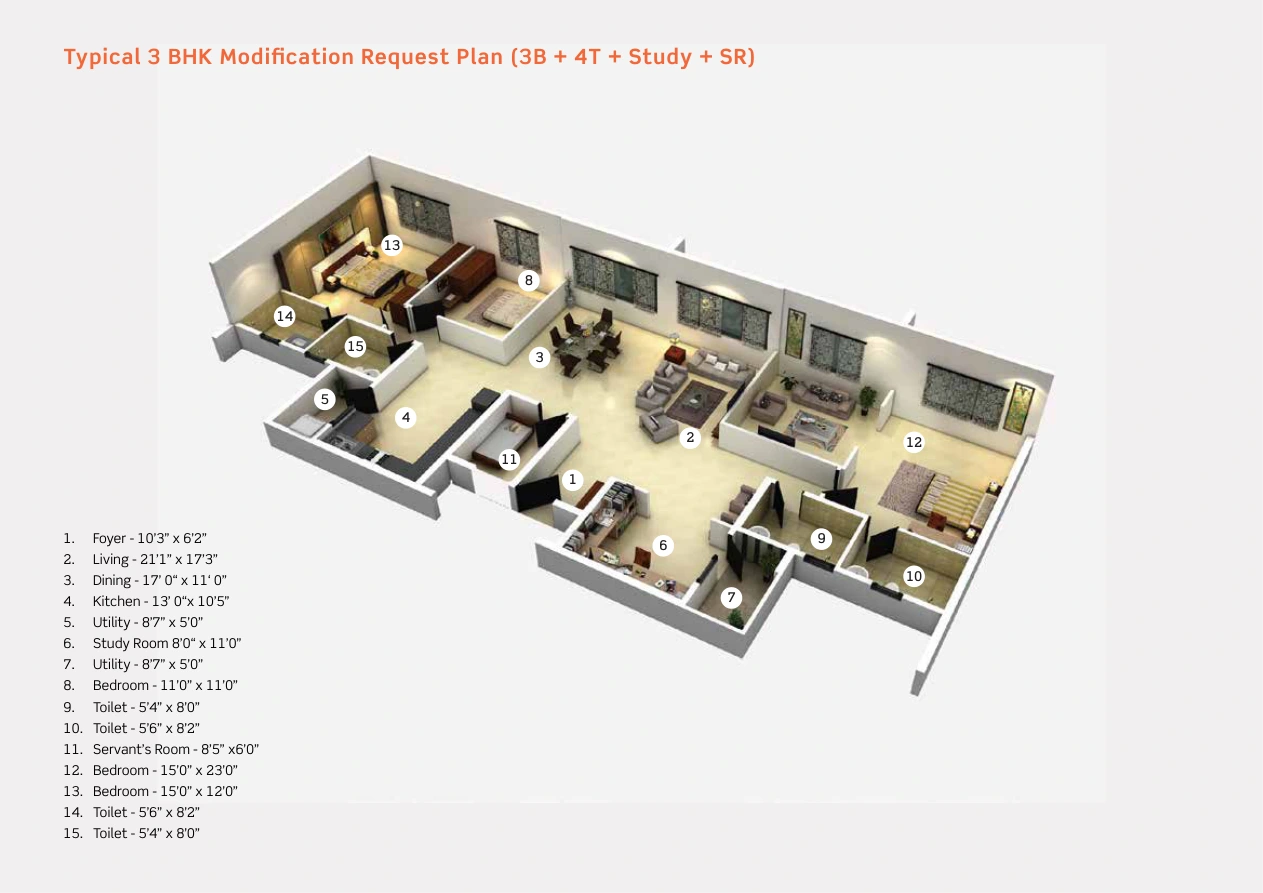 Typical 3 BHK Modification Request Plan (3B + 4T + Study + SR)
13
8
14
15
3
5
4
2
12
11
1
6
9
10
7
1. Foyer - 10’3” x 6’2”
2. Living - 21’1” x 17’3”
3. Dining - 17’ 0“ x 11‘ 0”
4. Kitchen - 13’ 0“x 10’5”
5. Utility - 8’7” x 5’0”
6. Study Room 8’0“ x 11’0”
7. Utility - 8’7” x 5’0”
8. Bedroom - 11’0” x 11’0”
9. Toilet - 5’4” x 8’0”
10. Toilet - 5’6” x 8’2”
11. Servant’s Room - 8’5” x6’0”
12. Bedroom - 15’0” x 23’0”
13. Bedroom - 15’0” x 12’0”
14. Toilet - 5’6” x 8’2”
15. Toilet - 5’4” x 8’0”